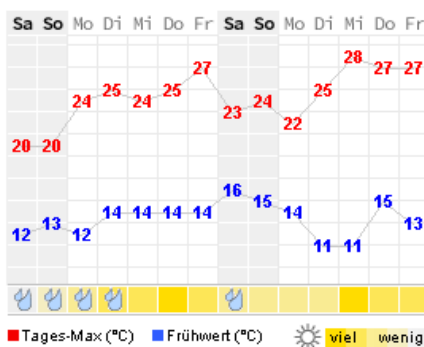 Sa So Mo Di Mi Do Fr Sa So Mo Di Mi Do Fr
20 20 24 25 24 25 27 23 24 22 25 28 27 27
12 13 12 14 14 14 14 16 15 14 11 11 15 13
Tages-Max (°C) Frühwert (°C) viel wenig